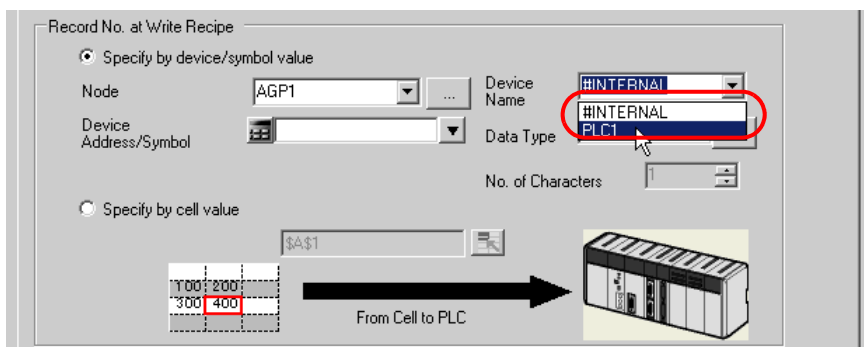 Record No. at Write Recipe
Specify by device/symbol value
Node
AGP1
...
Device
Name
#INTERNAL
#INTERNAL
PLC1
Device
Address/Symbol
Data Type
No. of Characters
1
Specify by cell value
$A$1
100 200
300 400
From Cell to PLC